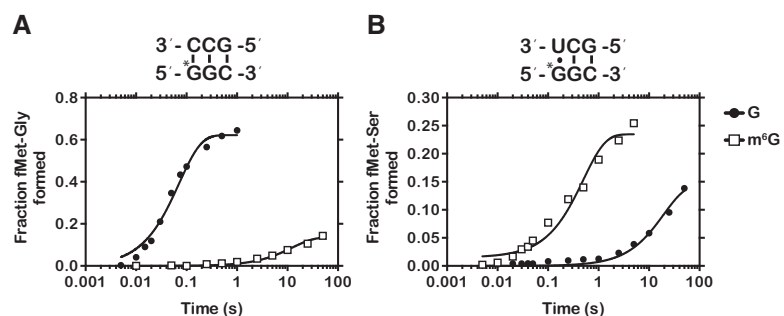 A
3´- CCG -5´
*
5´- GGC -3´
Fraction fMet-Gly
formed
0.8
0.6
0.4
0.2
0.0
0.001 0.01 0.1 1 10 100
Time (s)
B
3´- UCG -5´
*
5´- GGC -3´
Fraction fMet-Ser
formed
0.30
0.25
0.20
0.15
0.10
0.05
0.00
0.001 0.01 0.1 1 10 100
Time (s)
G
m⁶G